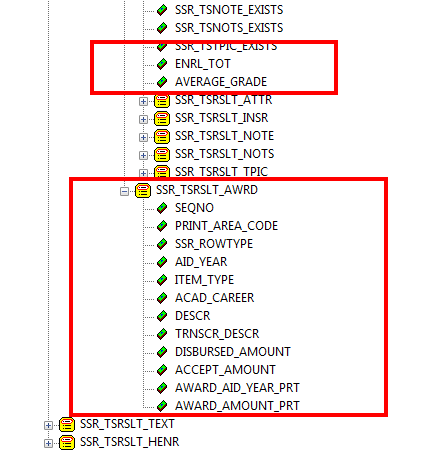 SSR_TSNOTE_EXISTS
SSR_TSNOTS_EXISTS
SSR_TSTPIC_EXISTS
ENRL_TOT
AVERAGE_GRADE
SSR_TSRSLT_ATTR
SSR_TSRSLT_INSR
SSR_TSRSLT_NOTE
SSR_TSRSLT_NOTS
SSR_TSRSLT_TPIC
SSR_TSRSLT_AWRD
SEQNO
PRINT_AREA_CODE
SSR_ROWTYPE
AID_YEAR
ITEM_TYPE
ACAD_CAREER
DESCR
TRNSCR_DESCR
DISBURSED_AMOUNT
ACCEPT_AMOUNT
AWARD_AID_YEAR_PRT
AWARD_AMOUNT_PRT
SSR_TSRSLT_TEXT
SSR_TSRSLT_HENR